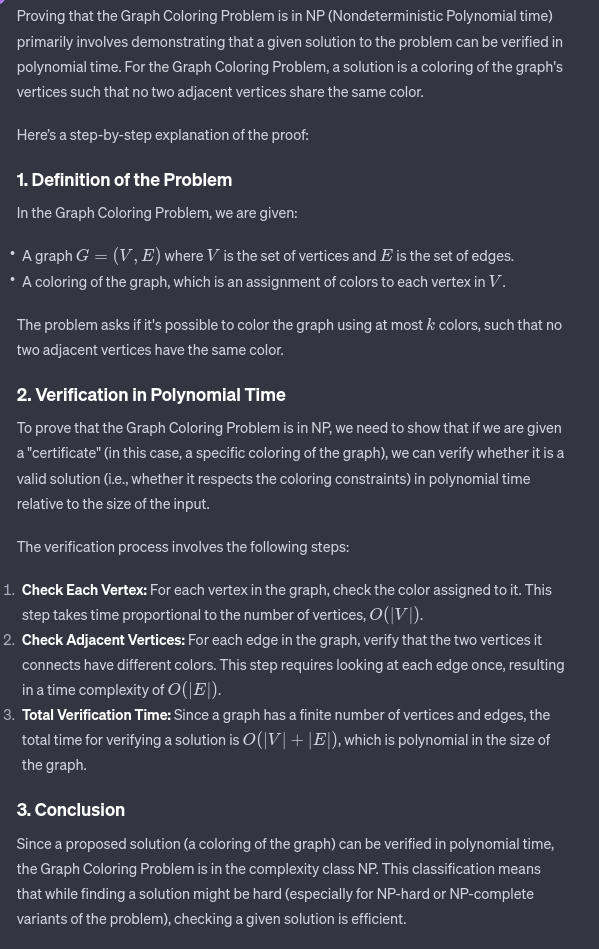 Proving that the Graph Coloring Problem is in NP (Nondeterministic Polynomial time)
primarily involves demonstrating that a given solution to the problem can be verified in
polynomial time. For the Graph Coloring Problem, a solution is a coloring of the graph's
vertices such that no two adjacent vertices share the same color.
Here's a step-by-step explanation of the proof:
1. Definition of the Problem
In the Graph Coloring Problem, we are given:
• A graph G = (V, E) where V is the set of vertices and E is the set of edges.
• A coloring of the graph, which is an assignment of colors to each vertex in V.
The problem asks if it's possible to color the graph using at most k colors, such that no
two adjacent vertices have the same color.
2. Verification in Polynomial Time
To prove that the Graph Coloring Problem is in NP, we need to show that if we are given
a "certificate" (in this case, a specific coloring of the graph), we can verify whether it is a
valid solution (i.e., whether it respects the coloring constraints) in polynomial time
relative to the size of the input.
The verification process involves the following steps:
1. Check Each Vertex: For each vertex in the graph, check the color assigned to it. This
step takes time proportional to the number of vertices, O(|V|).
2. Check Adjacent Vertices: For each edge in the graph, verify that the two vertices it
connects have different colors. This step requires looking at each edge once, resulting
in a time complexity of O(|E|).
3. Total Verification Time: Since a graph has a finite number of vertices and edges, the
total time for verifying a solution is O(|V| + |E|), which is polynomial in the size of
the graph.
3. Conclusion
Since a proposed solution (a coloring of the graph) can be verified in polynomial time,
the Graph Coloring Problem is in the complexity class NP. This classification means
that while finding a solution might be hard (especially for NP-hard or NP-complete
variants of the problem), checking a given solution is efficient.